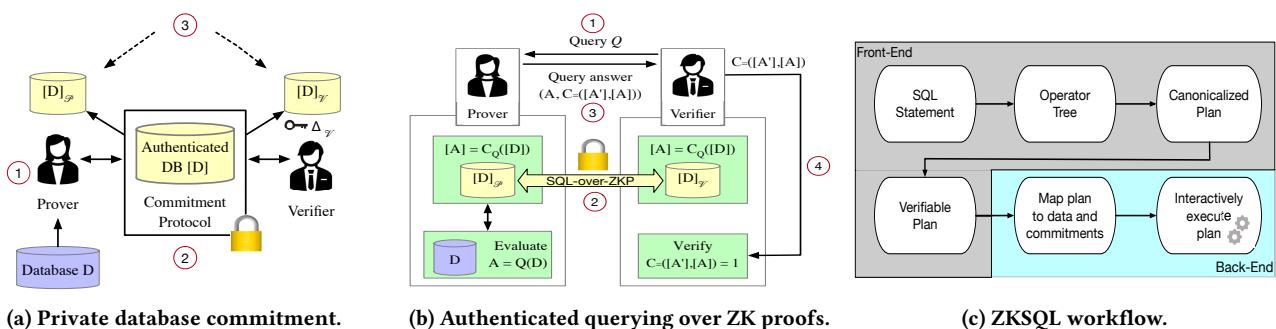 3
[D]𝒫
[D]𝒱
Δ𝒱
Authenticated
DB [D]
1
Prover
Commitment
Protocol
Verifier
2
Database D
(a) Private database commitment.
1
Query Q
Query answer
(A, C=([A'],[A]))
3
C=([A'],[A])
Prover
Verifier
[A] = CQ([D])
[A] = CQ([D])
[D]𝒫
SQL-over-ZKP
[D]𝒱
2
4
D
Evaluate
A = Q(D)
Verify
C=([A'],[A]) = 1
(b) Authenticated querying over ZK proofs.
Front-End
SQL
Statement
Operator
Tree
Canonicalized
Plan
Verifiable
Plan
Map plan
to data and
commitments
Interactively
execute
plan
Back-End
(c) ZKSQL workflow.